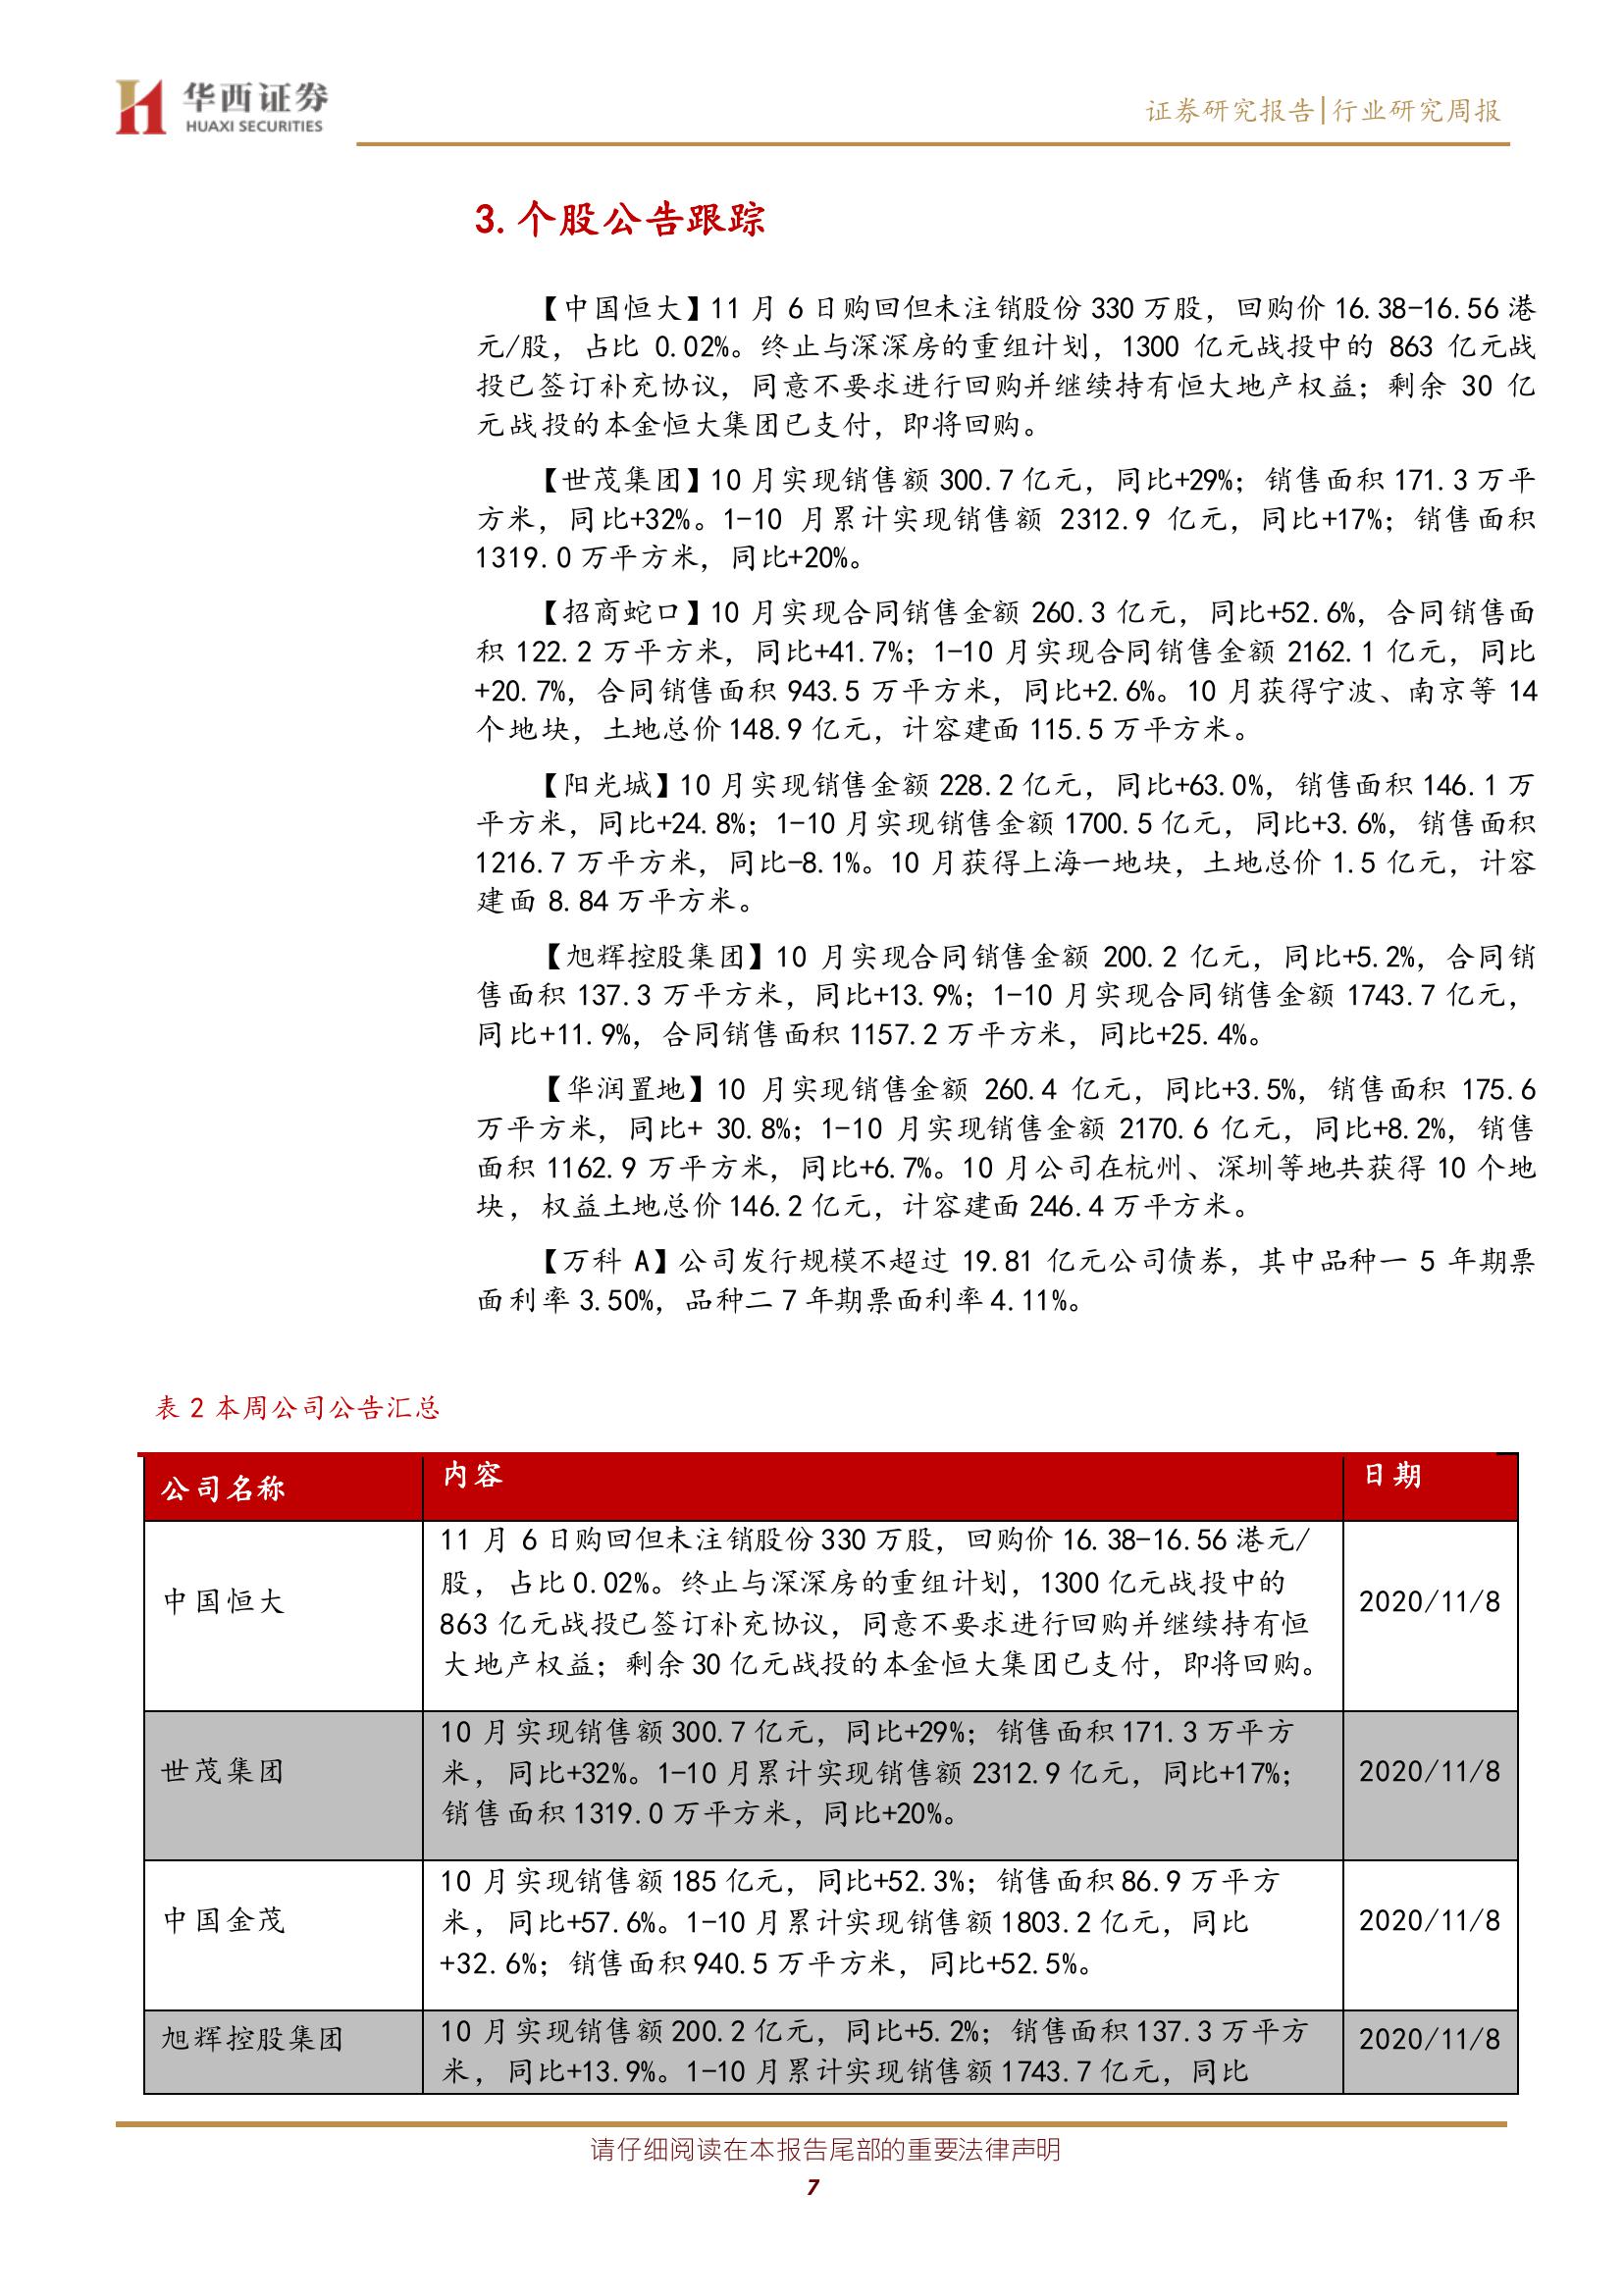 华西证券
HUAXI SECURITIES
证券研究报告|行业研究周报
3.个股公告跟踪
【中国恒大】11 月 6 日购回但未注销股份 330 万股，回购价 16.38-16.56 港
元/股，占比 0.02%。终止与深深房的重组计划，1300 亿元战投中的 863 亿元战
投已签订补充协议，同意不要求进行回购并继续持有恒大地产权益；剩余 30 亿
元战投的本金恒大集团已支付，即将回购。
【世茂集团】10 月实现销售额 300.7 亿元，同比+29%；销售面积 171.3 万平
方米，同比+32%。1-10 月累计实现销售额 2312.9 亿元，同比+17%；销售面积
1319.0 万平方米，同比+20%。
【招商蛇口】10 月实现合同销售金额 260.3 亿元，同比+52.6%，合同销售面
积 122.2 万平方米，同比+41.7%；1-10 月实现合同销售金额 2162.1 亿元，同比
+20.7%，合同销售面积 943.5 万平方米，同比+2.6%。10 月获得宁波、南京等 14
个地块，土地总价 148.9 亿元，计容建面 115.5 万平方米。
【阳光城】10 月实现销售金额 228.2 亿元，同比+63.0%，销售面积 146.1 万
平方米，同比+24.8%；1-10 月实现销售金额 1700.5 亿元，同比+3.6%，销售面积
1216.7 万平方米，同比-8.1%。10 月获得上海一地块，土地总价 1.5 亿元，计容
建面 8.84 万平方米。
【旭辉控股集团】10 月实现合同销售金额 200.2 亿元，同比+5.2%，合同销
售面积 137.3 万平方米，同比+13.9%；1-10 月实现合同销售金额 1743.7 亿元，
同比+11.9%，合同销售面积 1157.2 万平方米，同比+25.4%。
【华润置地】10 月实现销售金额 260.4 亿元，同比+3.5%，销售面积 175.6
万平方米，同比+ 30.8%；1-10 月实现销售金额 2170.6 亿元，同比+8.2%，销售
面积 1162.9 万平方米，同比+6.7%。10 月公司在杭州、深圳等地共获得 10 个地
块，权益土地总价 146.2 亿元，计容建面 246.4 万平方米。
【万科 A】公司发行规模不超过 19.81 亿元公司债券，其中品种一 5 年期票
面利率 3.50%，品种二 7 年期票面利率 4.11%。
表 2 本周公司公告汇总
公司名称 内容 日期
11 月 6 日购回但未注销股份 330 万股，回购价 16.38-16.56 港元/
股，占比 0.02%。终止与深深房的重组计划，1300 亿元战投中的
中国恒大 2020/11/8
863 亿元战投已签订补充协议，同意不要求进行回购并继续持有恒
大地产权益；剩余 30 亿元战投的本金恒大集团已支付，即将回购。
10 月实现销售额 300.7 亿元，同比+29%；销售面积 171.3 万平方
世茂集团 米，同比+32%。1-10 月累计实现销售额 2312.9 亿元，同比+17%； 2020/11/8
销售面积 1319.0 万平方米，同比+20%。
10 月实现销售额 185 亿元，同比+52.3%；销售面积 86.9 万平方
中国金茂 米，同比+57.6%。1-10 月累计实现销售额 1803.2 亿元，同比 2020/11/8
+32.6%；销售面积 940.5 万平方米，同比+52.5%。
旭辉控股集团 10 月实现销售额 200.2 亿元，同比+5.2%；销售面积 137.3 万平方 2020/11/8
米，同比+13.9%。1-10 月累计实现销售额 1743.7 亿元，同比
请仔细阅读在本报告尾部的重要法律声明
7